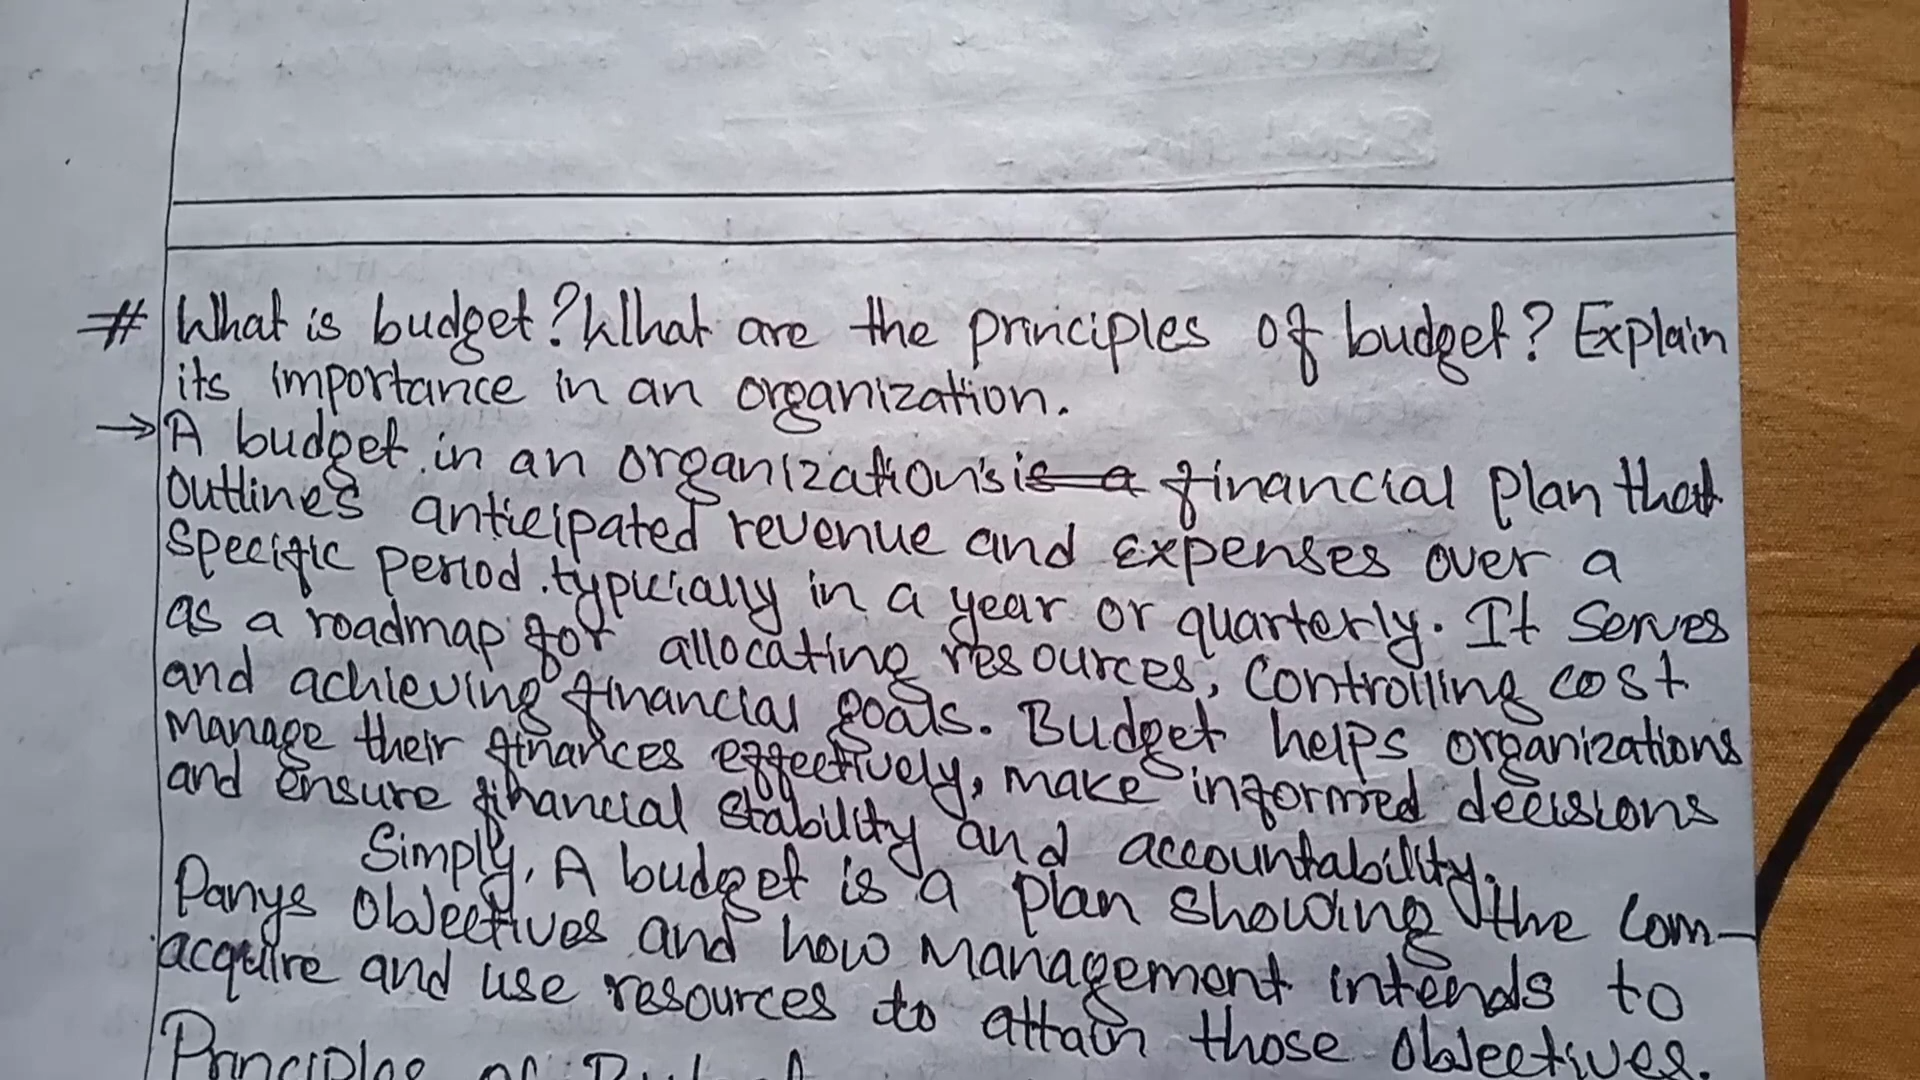 # What is budget? What are the principles of budget? Explain
its importance in an organization.
→ A budget in an organization's is a financial plan that
outlines anticipated revenue and expenses over a
specific period. typicially in a year or quarterly. It serves
as a roadmap for allocating resources, controlling cost
and achieving financial goals. Budget helps organizations
manage their finances effectively, make informed decisions
and ensure financial stability and accountability.
Simply, A budget is a plan showing the com-
panys objectives and how management intends to
acquire and use resources to attain those objectives.
Principles of Budget